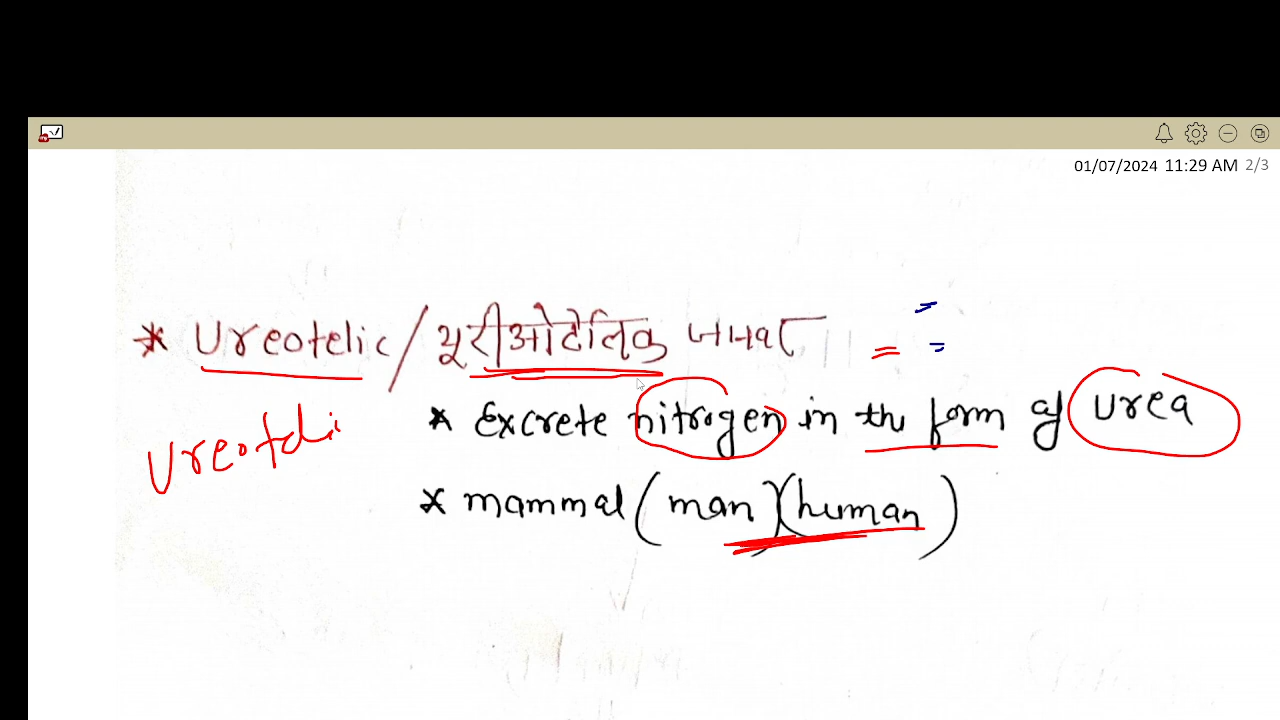 01/07/2024 11:29 AM 2/3
* Ureotelic / यूरीओटेलिक जानवर
* Excrete nitrogen in the form of urea
Ureoteli
* mammal (man)(human)